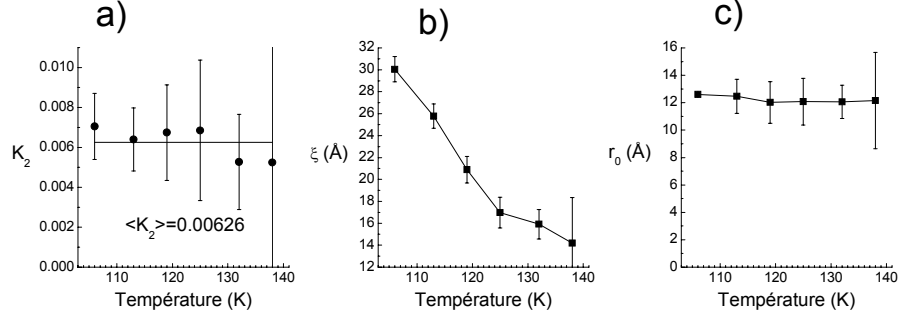 a)
K₂
0.010
0.008
0.006
0.004
0.002
0.000
<K₂>=0.00626
110 120 130 140
Température (K)
b)
ξ (Å)
32
30
28
26
24
22
20
18
16
14
12
110 120 130 140
Température (K)
c)
r₀ (Å)
16
14
12
10
8
6
4
2
0
110 120 130 140
Température (K)